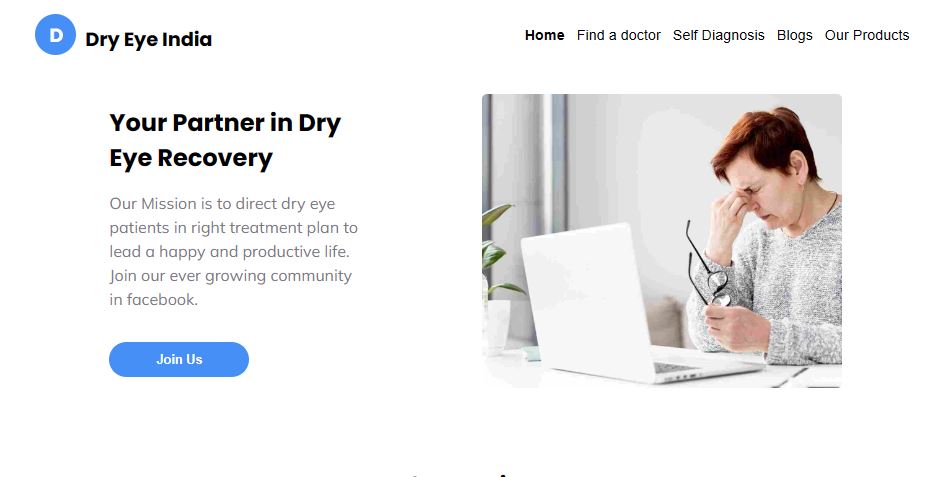 D
Dry Eye India
Home Find a doctor Self Diagnosis Blogs Our Products
Your Partner in Dry
Eye Recovery
Our Mission is to direct dry eye
patients in right treatment plan to
lead a happy and productive life.
Join our ever growing community
in facebook.
Join Us